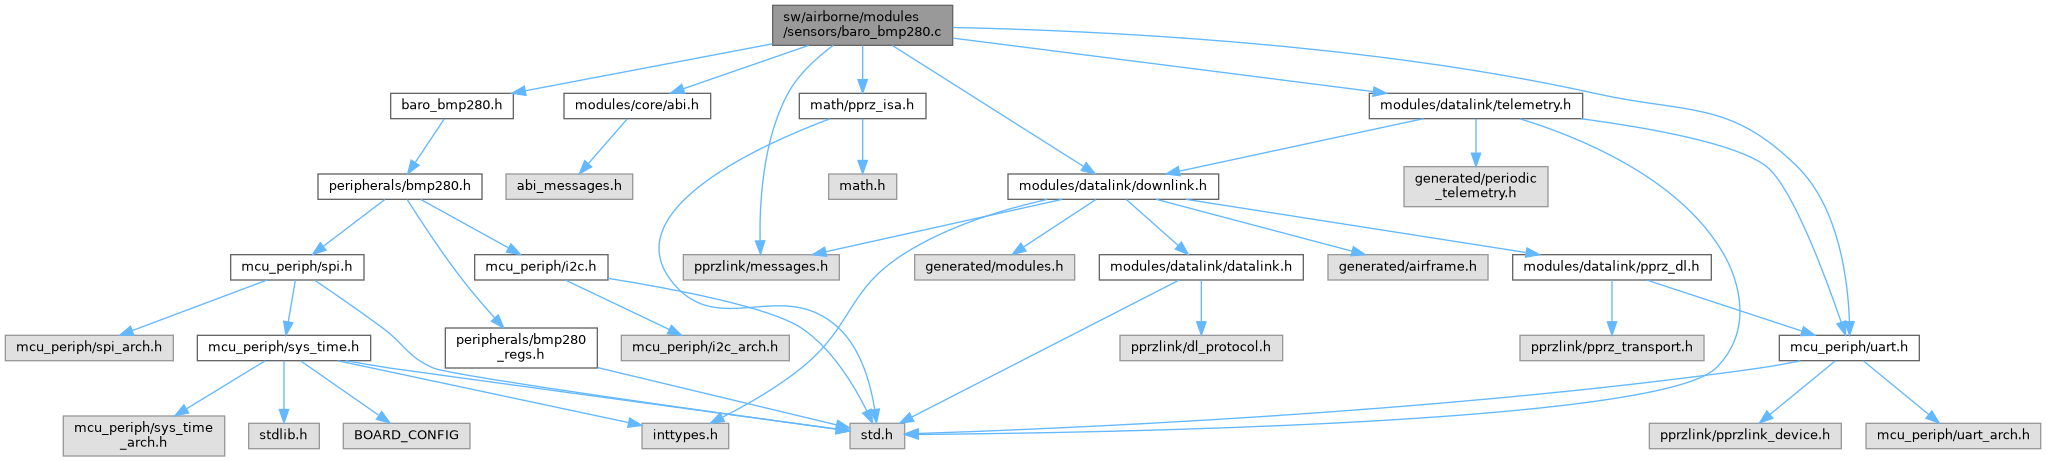 sw/airborne/modules
/sensors/baro_bmp280.c
baro_bmp280.h
modules/core/abi.h
math/pprz_isa.h
modules/datalink/telemetry.h
peripherals/bmp280.h
abi_messages.h
math.h
modules/datalink/downlink.h
generated/periodic
_telemetry.h
mcu_periph/spi.h
mcu_periph/i2c.h
pprzlink/messages.h
generated/modules.h
modules/datalink/datalink.h
generated/airframe.h
modules/datalink/pprz_dl.h
mcu_periph/spi_arch.h
mcu_periph/sys_time.h
peripherals/bmp280
_regs.h
mcu_periph/i2c_arch.h
pprzlink/dl_protocol.h
pprzlink/pprz_transport.h
mcu_periph/uart.h
mcu_periph/sys_time
_arch.h
stdlib.h
BOARD_CONFIG
inttypes.h
std.h
pprzlink/pprzlink_device.h
mcu_periph/uart_arch.h